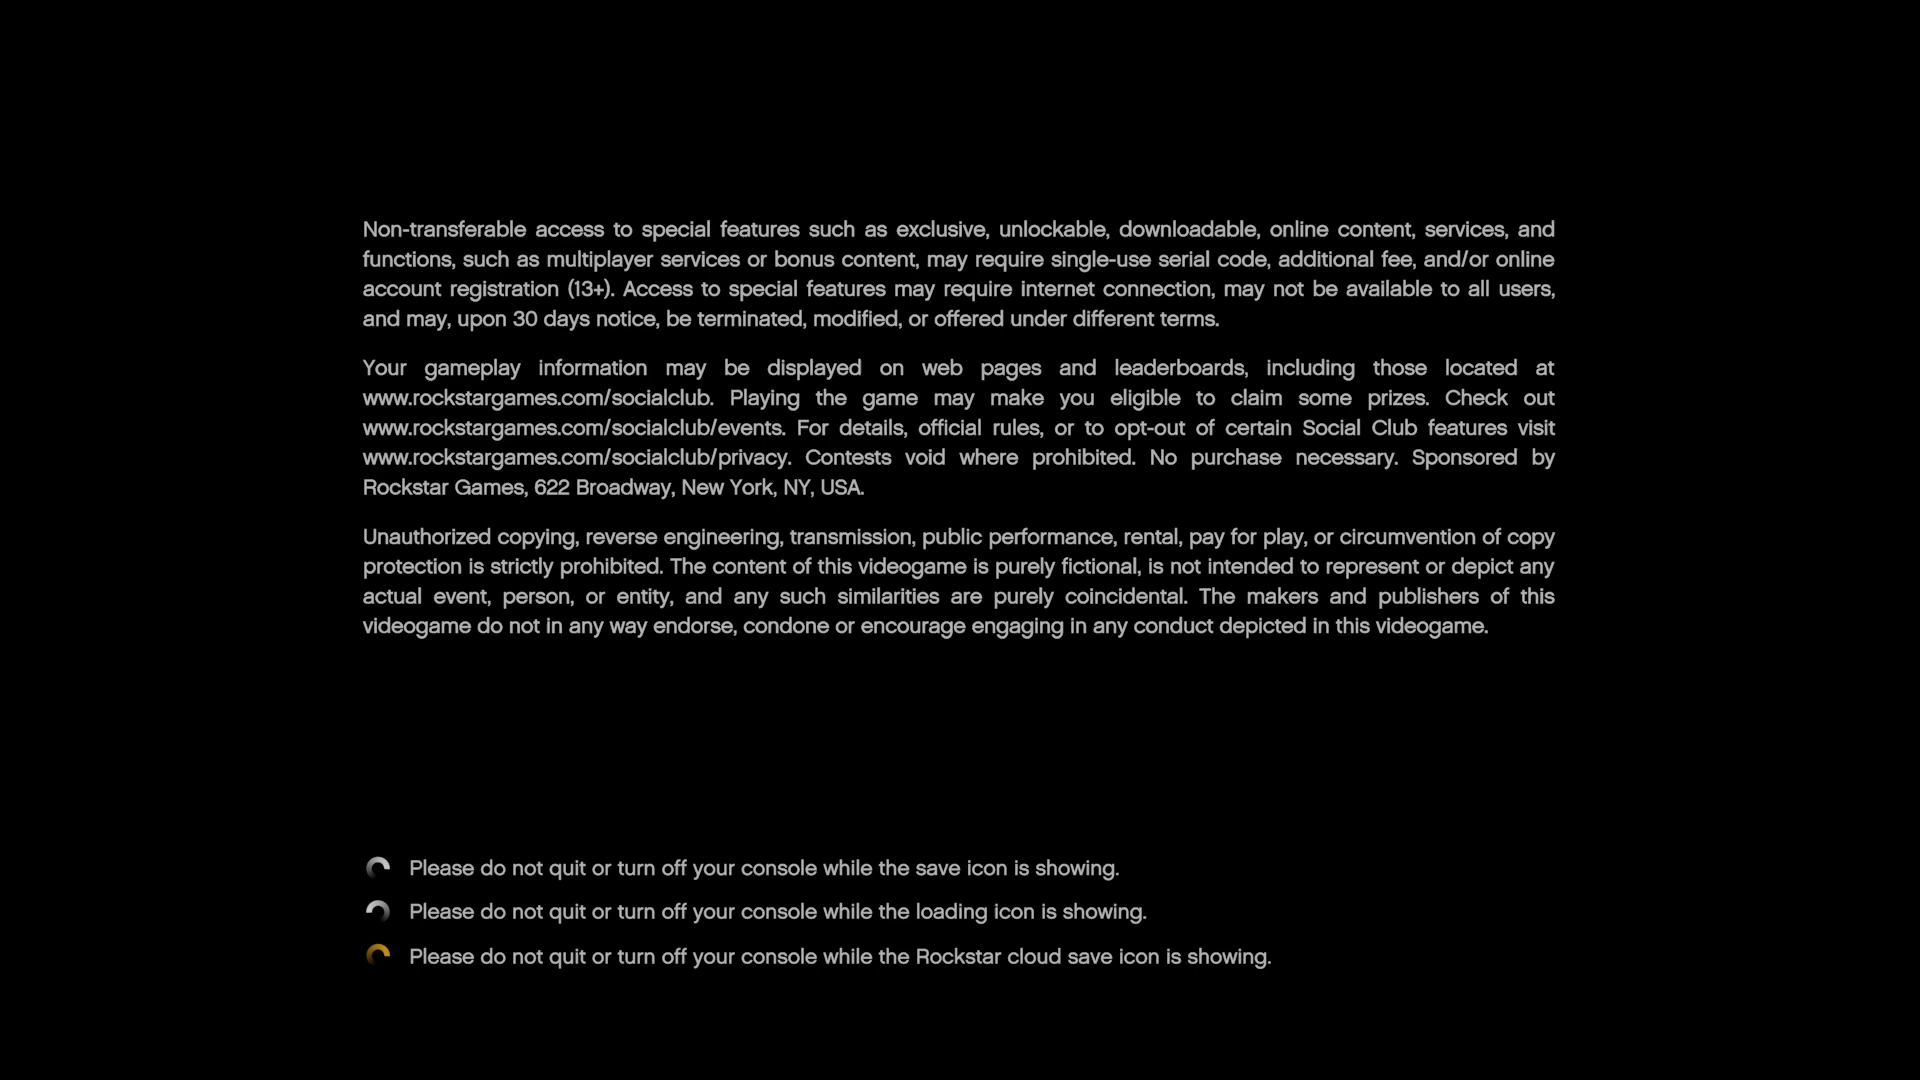 Non-transferable access to special features such as exclusive, unlockable, downloadable, online content, services, and
functions, such as multiplayer services or bonus content, may require single-use serial code, additional fee, and/or online
account registration (13+). Access to special features may require internet connection, may not be available to all users,
and may, upon 30 days notice, be terminated, modified, or offered under different terms.
Your gameplay information may be displayed on web pages and leaderboards, including those located at
www.rockstargames.com/socialclub. Playing the game may make you eligible to claim some prizes. Check out
www.rockstargames.com/socialclub/events. For details, official rules, or to opt-out of certain Social Club features visit
www.rockstargames.com/socialclub/privacy. Contests void where prohibited. No purchase necessary. Sponsored by
Rockstar Games, 622 Broadway, New York, NY, USA.
Unauthorized copying, reverse engineering, transmission, public performance, rental, pay for play, or circumvention of copy
protection is strictly prohibited. The content of this videogame is purely fictional, is not intended to represent or depict any
actual event, person, or entity, and any such similarities are purely coincidental. The makers and publishers of this
videogame do not in any way endorse, condone or encourage engaging in any conduct depicted in this videogame.
Please do not quit or turn off your console while the save icon is showing.
Please do not quit or turn off your console while the loading icon is showing.
Please do not quit or turn off your console while the Rockstar cloud save icon is showing.